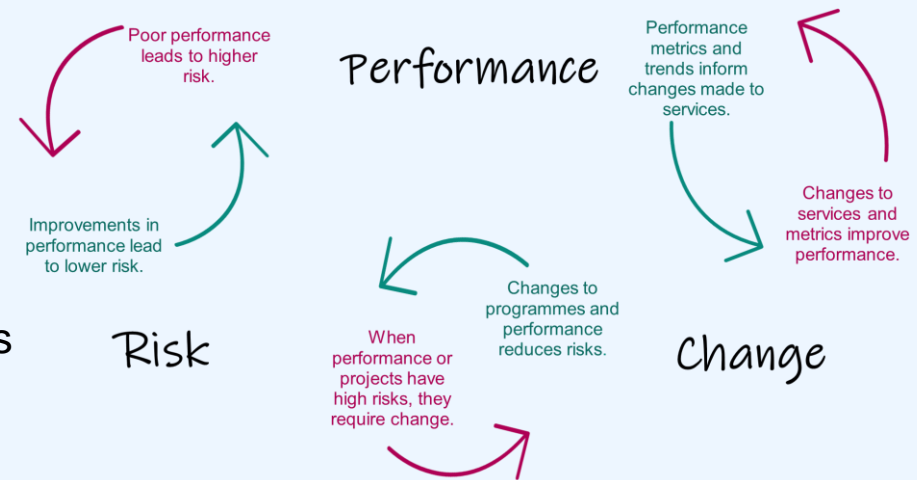 Poor performance
leads to higher
risk.
Performance
Performance
metrics and
trends inform
changes made to
services.
Improvements in
performance lead
to lower risk.
Changes to
services and
metrics improve
performance.
Changes to
programmes and
performance
reduces risks.
s
Risk
When
performance or
projects have
high risks, they
require change.
Change